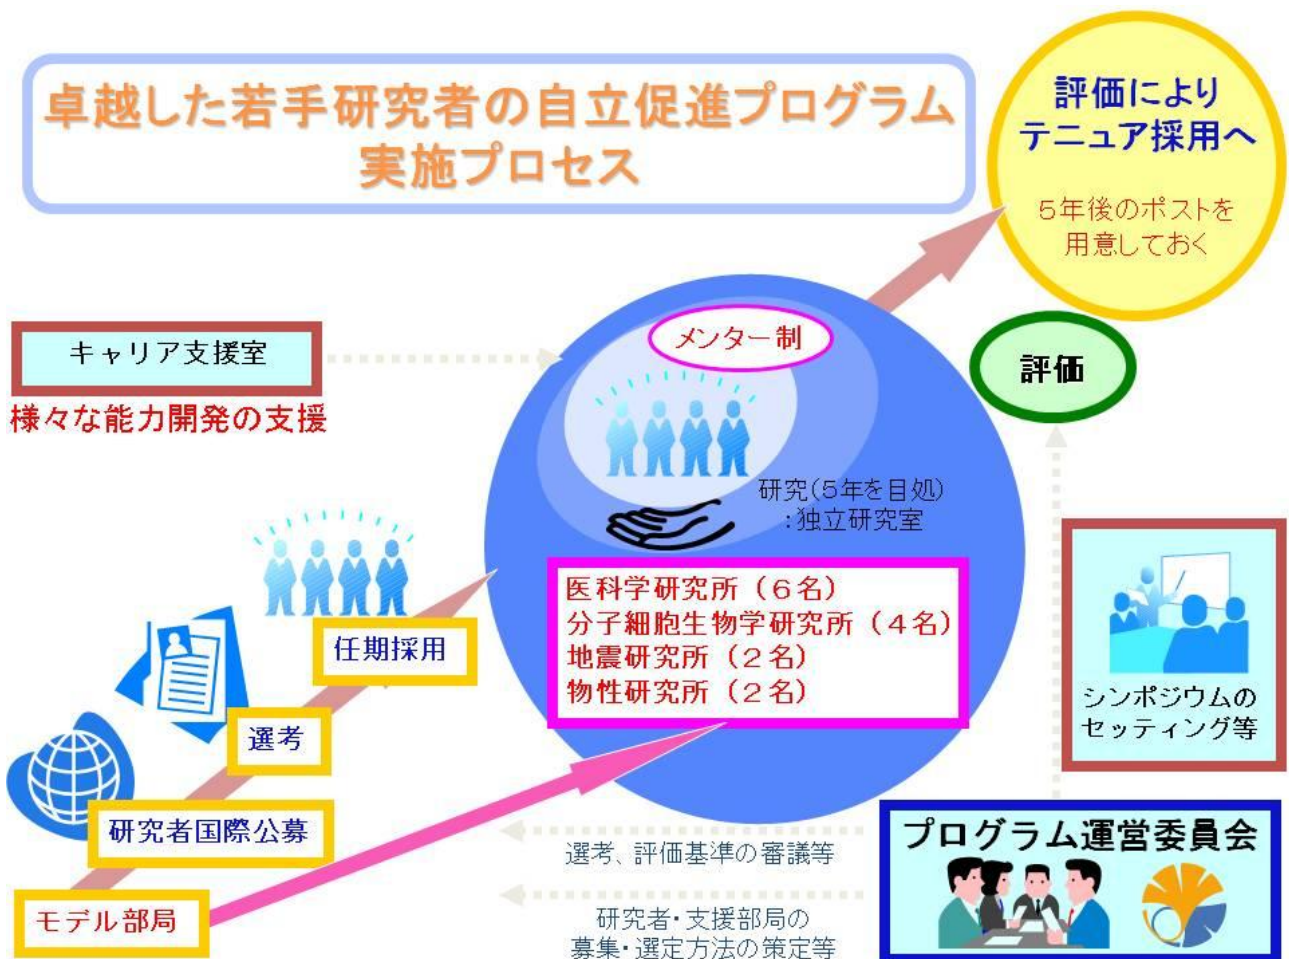 卓越した若手研究者の自立促進プログラム
実施プロセス
評価により
テニュア採用へ
5年後のポストを
用意しておく
キャリア支援室
様々な能力開発の支援
メンター制
評価
研究(5年を目処)
:独立研究室
医科学研究所(6名)
分子細胞生物学研究所(4名)
地震研究所(2名)
物性研究所(2名)
任期採用
選考
研究者国際公募
モデル部局
シンポジウムの
セッティング等
プログラム運営委員会
選考、評価基準の審議等
研究者・支援部局の
募集・選定方法の策定等